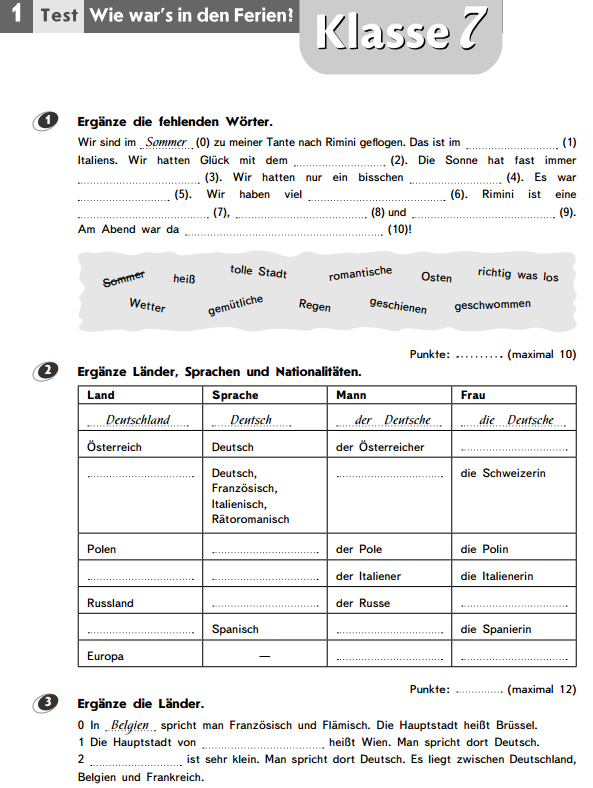 1 Test Wie war's in den Ferien?
Klasse 7
1 Ergänze die fehlenden Wörter.
Wir sind im Sommer (0) zu meiner Tante nach Rimini geflogen. Das ist im ........ (1)
Italiens. Wir hatten Glück mit dem ........ (2). Die Sonne hat fast immer
........ (3). Wir hatten nur ein bisschen ........ (4). Es war
........ (5). Wir haben viel ........ (6). Rimini ist eine
........ (7), ........ (8) und ........ (9).
Am Abend war da ........ (10)!
Sommer heiß tolle Stadt romantische Osten richtig was los
Wetter gemütliche Regen geschienen geschwommen
Punkte: ......... (maximal 10)
2 Ergänze Länder, Sprachen und Nationalitäten.
Land Sprache Mann Frau
Deutschland Deutsch der Deutsche die Deutsche
Österreich Deutsch der Österreicher ........
........ Deutsch, ........ die Schweizerin
Französisch,
Italienisch,
Rätoromanisch
Polen ........ der Pole die Polin
........ ........ der Italiener die Italienerin
Russland ........ der Russe ........
........ Spanisch ........ die Spanierin
Europa — ........ ........
Punkte: ......... (maximal 12)
3 Ergänze die Länder.
0 In Belgien spricht man Französisch und Flämisch. Die Hauptstadt heißt Brüssel.
1 Die Hauptstadt von ........ heißt Wien. Man spricht dort Deutsch.
2 ........ ist sehr klein. Man spricht dort Deutsch. Es liegt zwischen Deutschland,
Belgien und Frankreich.